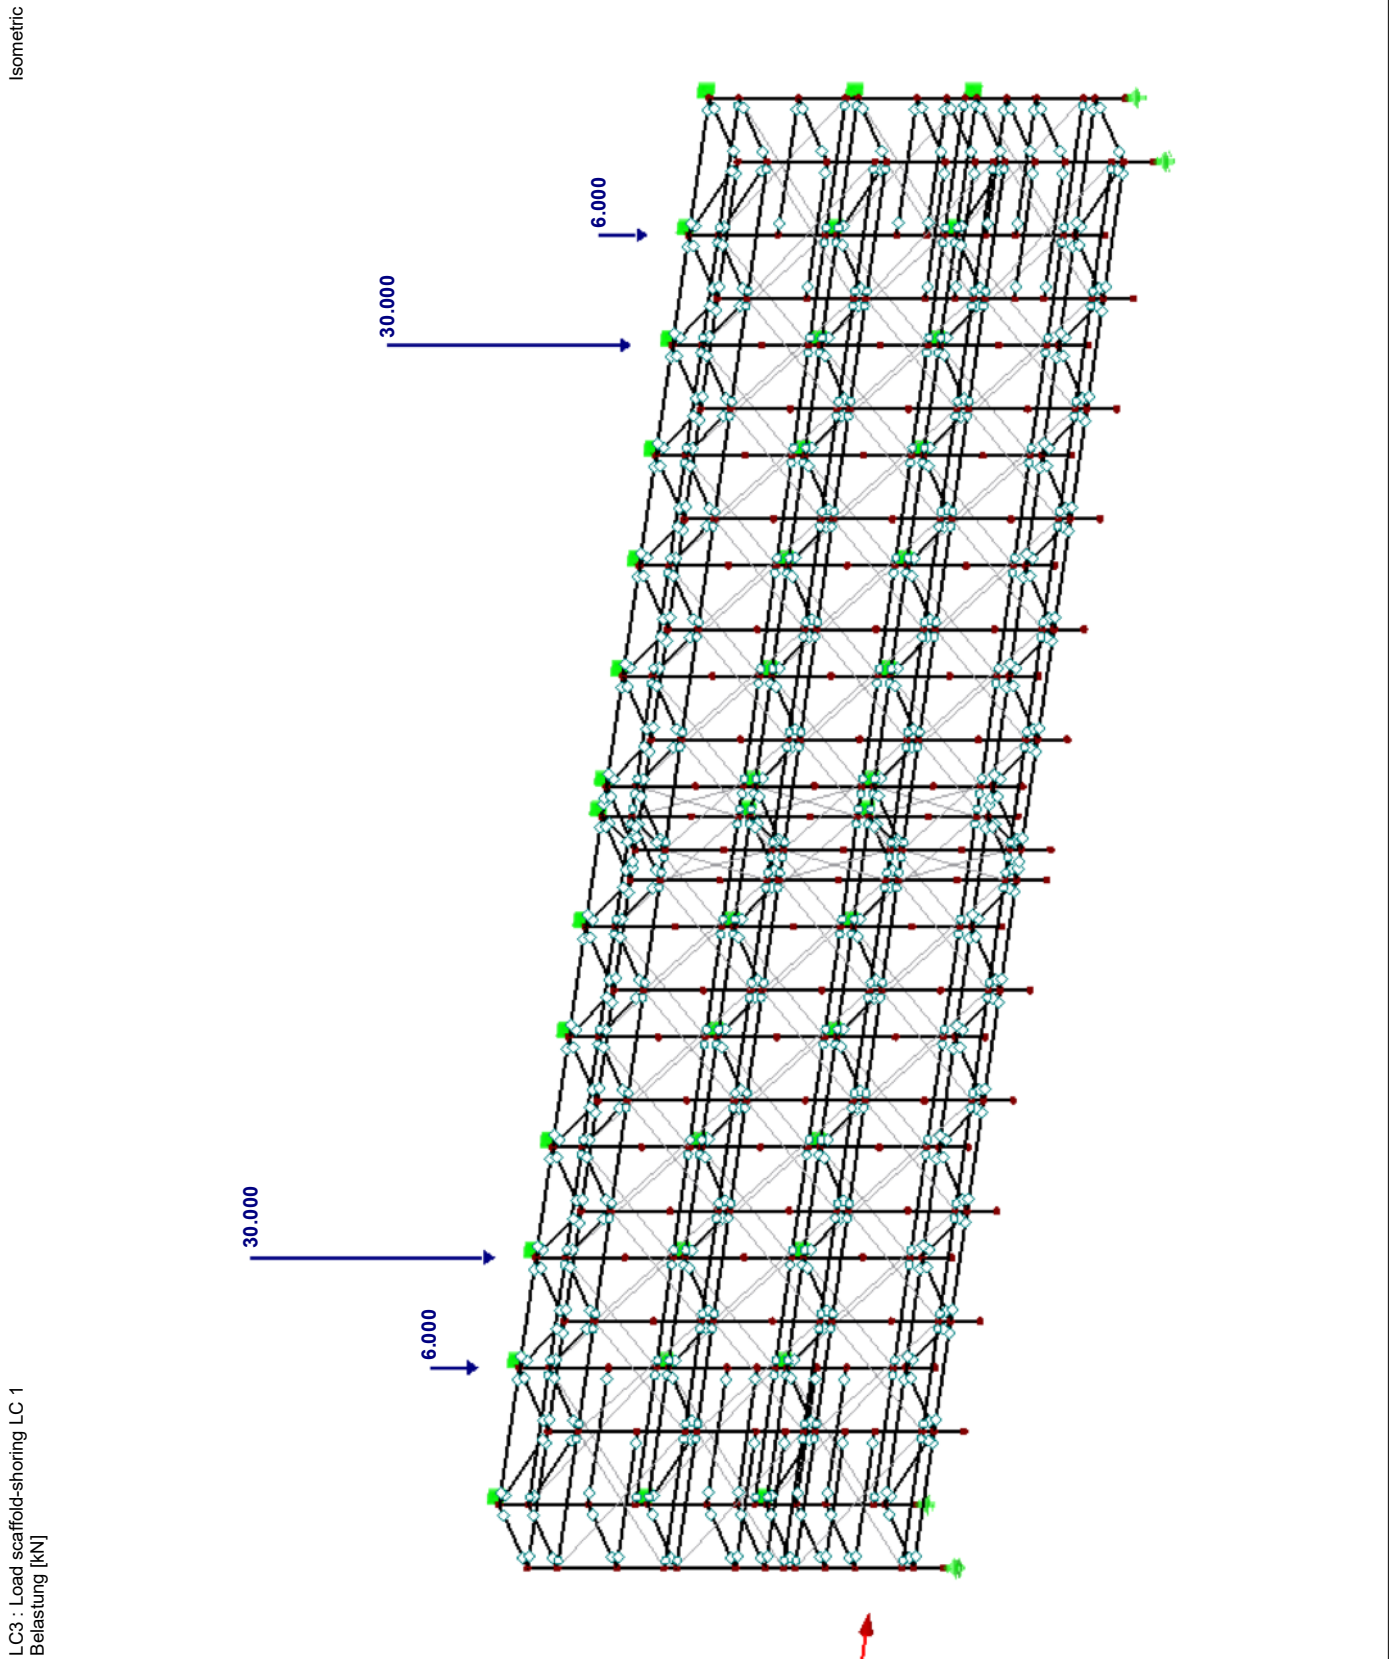 LC3 : Load scaffold-shoring LC 1
Belastung [kN]
Isometric
6.000
30.000
30.000
6.000